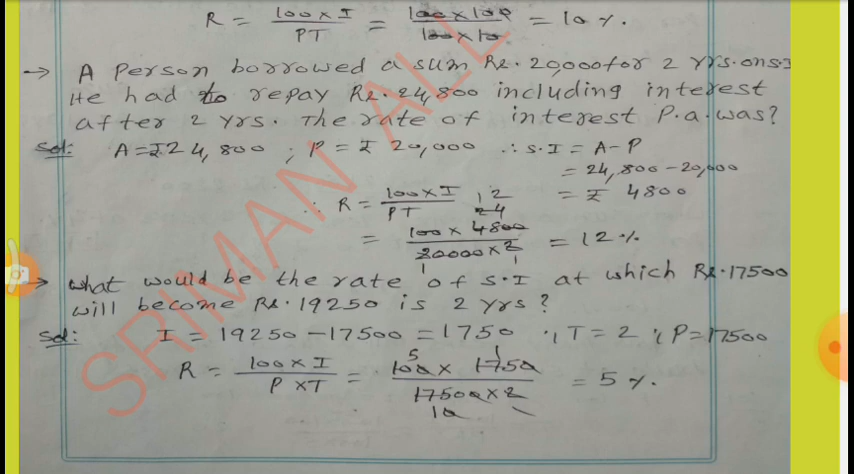 R = 100×I / PT = 100×100 / 100×10 = 10 %.
→ A Person borrowed a sum Rs. 20,000 for 2 yrs. on S.I
He had to repay Rs. 24,800 including interest
after 2 yrs. The rate of interest P.a. was?
Sol: A = ₹24,800 ; P = ₹ 20,000 ∴ S.I = A-P
= 24,800-20,000
= ₹ 4800
∴ R = 100×I / PT
= 100 × 4800 / 20000×2 = 12 %
→ What would be the rate of S.I at which Rs. 17500
will become Rs. 19250 is 2 yrs?
Sol: I = 19250-17500 = 1750 ; T = 2 ; P=17500
R = 100×I / P×T = 100× 1750 / 17500×2 = 5 %.
SRIMAN ALL